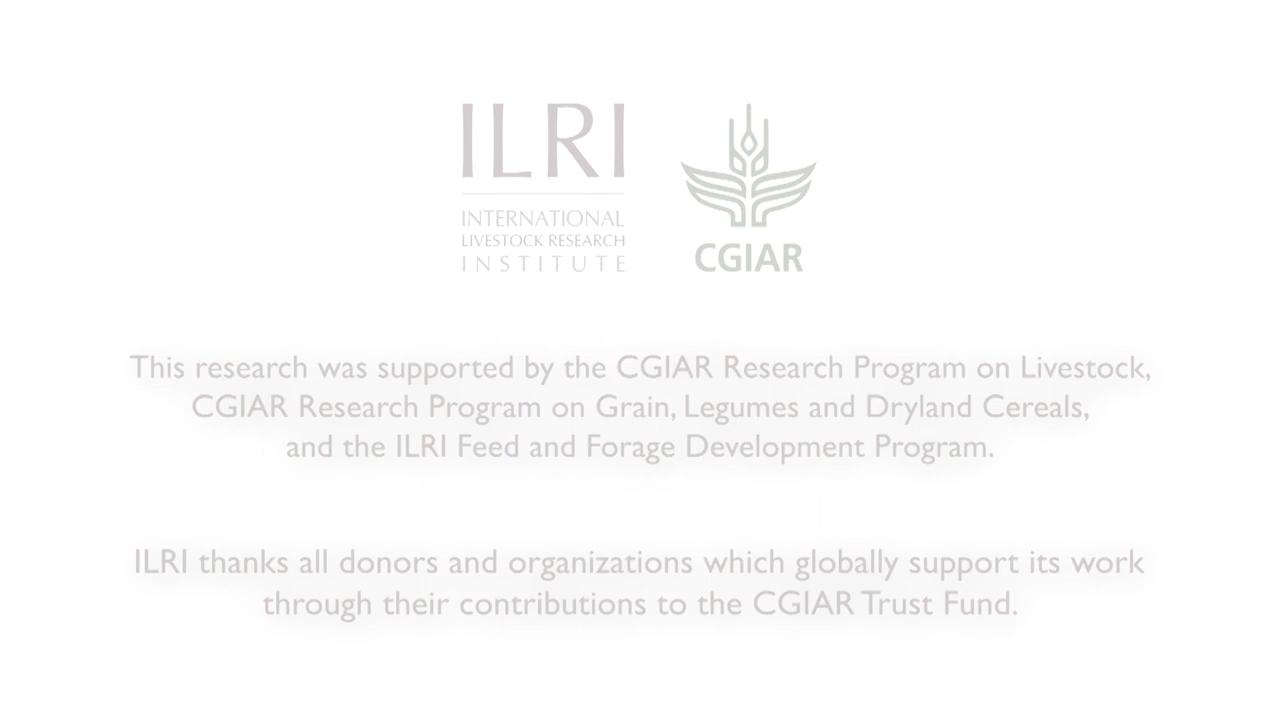 ILRI
INTERNATIONAL
LIVESTOCK RESEARCH
INSTITUTE
CGIAR
This research was supported by the CGIAR Research Program on Livestock,
CGIAR Research Program on Grain, Legumes and Dryland Cereals,
and the ILRI Feed and Forage Development Program.
ILRI thanks all donors and organizations which globally support its work
through their contributions to the CGIAR Trust Fund.